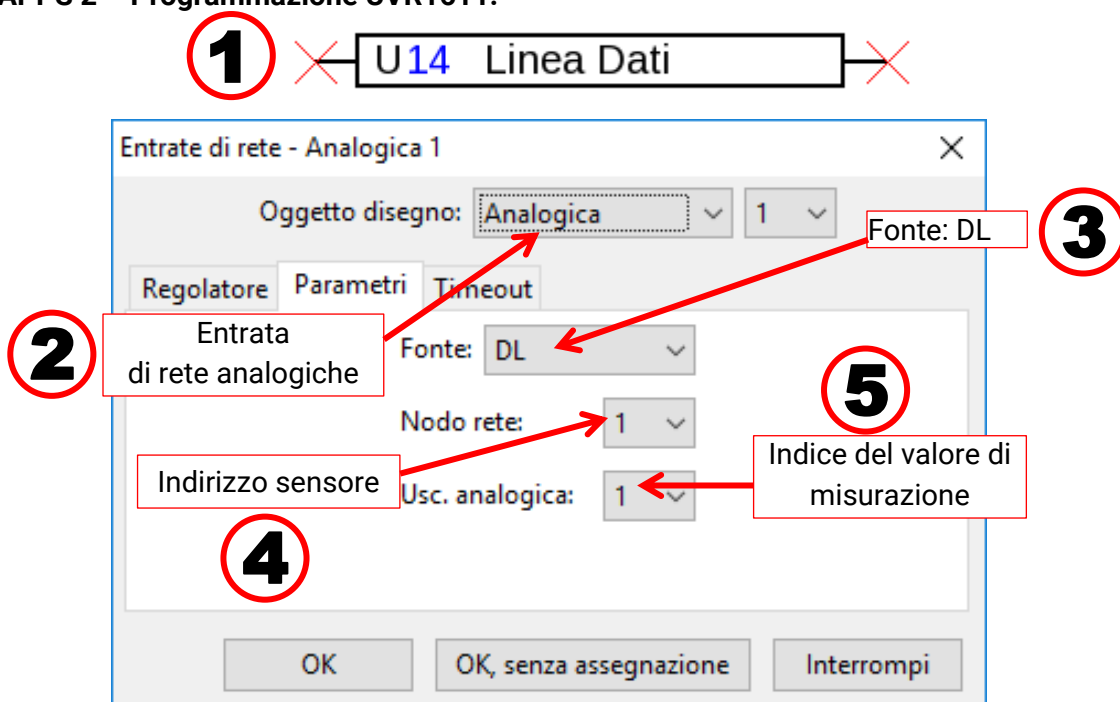 1
U14 Linea Dati
Entrate di rete - Analogica 1
Oggetto disegno: Analogica 1
Fonte: DL
3
Regolatore Parametri Timeout
2
Entrata
di rete analogiche
Fonte: DL
5
Nodo rete: 1
Indice del valore di
misurazione
Indirizzo sensore
Usc. analogica: 1
4
OK OK, senza assegnazione Interrompi